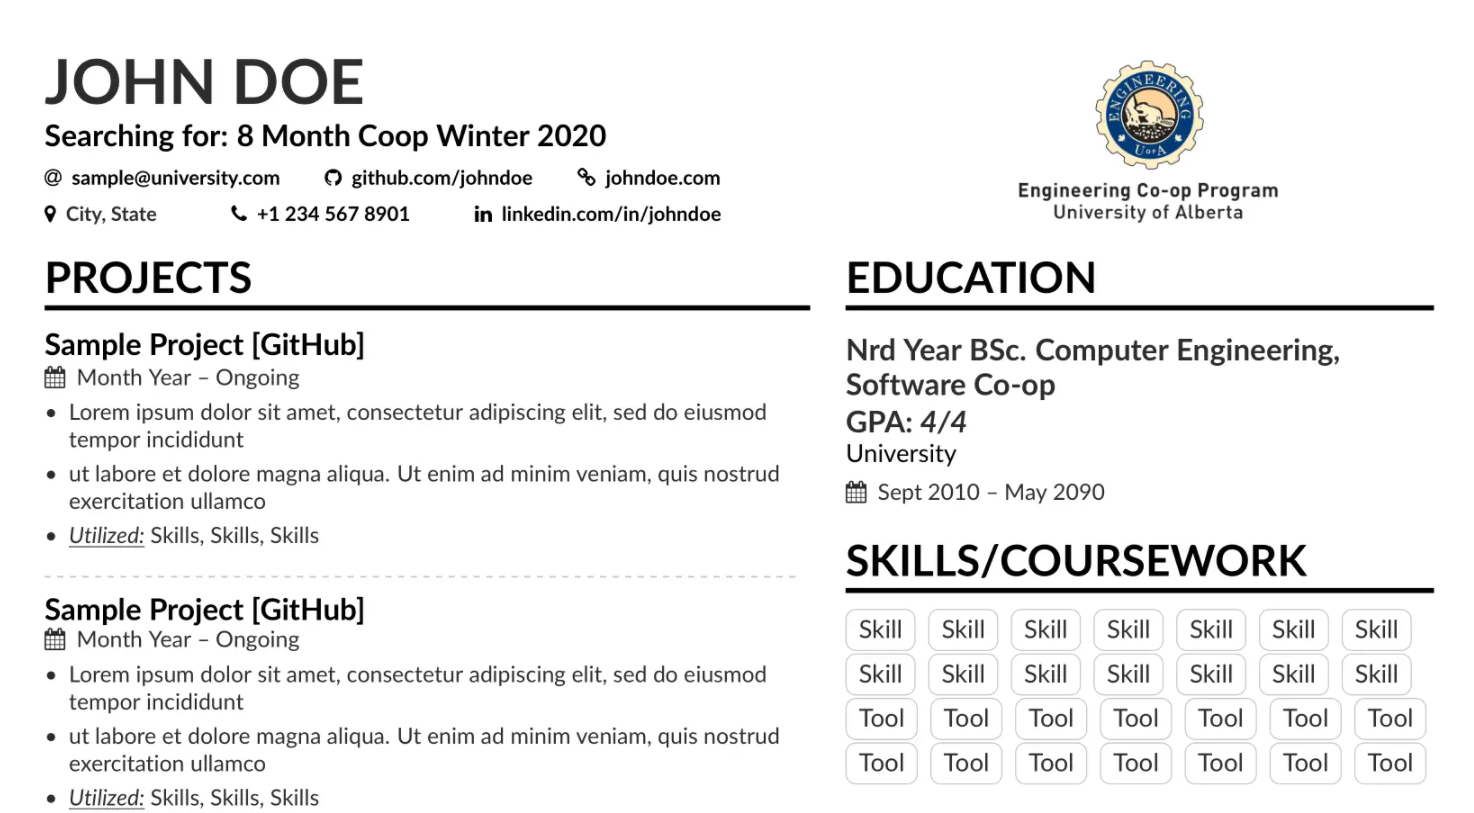 JOHN DOE
Searching for: 8 Month Coop Winter 2020
@ sample@university.com github.com/johndoe johndoe.com
City, State +1 234 567 8901 in linkedin.com/in/johndoe
ENGINEERING
U of A
Engineering Co-op Program
University of Alberta
PROJECTS
Sample Project [GitHub]
Month Year – Ongoing
• Lorem ipsum dolor sit amet, consectetur adipiscing elit, sed do eiusmod
tempor incididunt
• ut labore et dolore magna aliqua. Ut enim ad minim veniam, quis nostrud
exercitation ullamco
• Utilized: Skills, Skills, Skills
Sample Project [GitHub]
Month Year – Ongoing
• Lorem ipsum dolor sit amet, consectetur adipiscing elit, sed do eiusmod
tempor incididunt
• ut labore et dolore magna aliqua. Ut enim ad minim veniam, quis nostrud
exercitation ullamco
• Utilized: Skills, Skills, Skills
EDUCATION
Nrd Year BSc. Computer Engineering,
Software Co-op
GPA: 4/4
University
Sept 2010 – May 2090
SKILLS/COURSEWORK
Skill Skill Skill Skill Skill Skill Skill
Skill Skill Skill Skill Skill Skill Skill
Tool Tool Tool Tool Tool Tool Tool
Tool Tool Tool Tool Tool Tool Tool